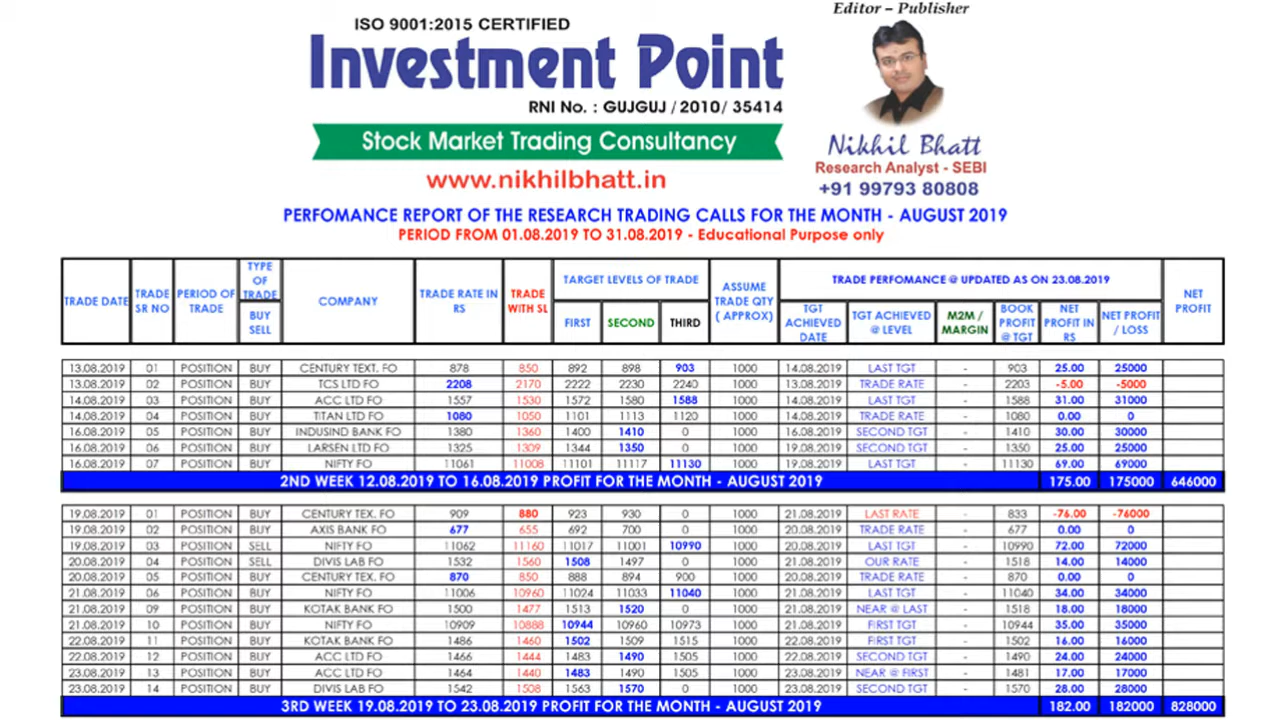 Editor – Publisher
ISO 9001:2015 CERTIFIED
Investment Point
RNI No. : GUJGUJ / 2010/ 35414
Stock Market Trading Consultancy
www.nikhilbhatt.in
Nikhil Bhatt
Research Analyst - SEBI
+91 99793 80808
PERFOMANCE REPORT OF THE RESEARCH TRADING CALLS FOR THE MONTH - AUGUST 2019
PERIOD FROM 01.08.2019 TO 31.08.2019 - Educational Purpose only
TRADE DATE TRADE SR NO PERIOD OF TRADE TYPE OF TRADE BUY SELL COMPANY TRADE RATE IN RS TRADE WITH SL TARGET LEVELS OF TRADE FIRST SECOND THIRD ASSUME TRADE QTY ( APPROX) TRADE PERFOMANCE @ UPDATED AS ON 23.08.2019 TGT ACHIEVED DATE TGT ACHIEVED @ LEVEL M2M / MARGIN BOOK PROFIT @ TGT NET PROFIT IN RS NET PROFIT / LOSS NET PROFIT
13.08.2019 01 POSITION BUY CENTURY TEXT. FO 878 850 892 898 903 1000 14.08.2019 LAST TGT - 903 25.00 25000
13.08.2019 02 POSITION BUY TCS LTD FO 2208 2170 2222 2230 2240 1000 13.08.2019 TRADE RATE - 2203 -5.00 -5000
14.08.2019 03 POSITION BUY ACC LTD FO 1557 1530 1572 1580 1588 1000 14.08.2019 LAST TGT - 1588 31.00 31000
14.08.2019 04 POSITION BUY TITAN LTD FO 1080 1050 1101 1113 1120 1000 14.08.2019 TRADE RATE - 1080 0.00 0
16.08.2019 05 POSITION BUY INDUSIND BANK FO 1380 1360 1400 1410 0 1000 16.08.2019 SECOND TGT - 1410 30.00 30000
16.08.2019 06 POSITION BUY LARSEN LTD FO 1325 1309 1344 1350 0 1000 19.08.2019 SECOND TGT - 1350 25.00 25000
16.08.2019 07 POSITION BUY NIFTY FO 11061 11008 11101 11117 11130 1000 19.08.2019 LAST TGT - 11130 69.00 69000
2ND WEEK 12.08.2019 TO 16.08.2019 PROFIT FOR THE MONTH - AUGUST 2019 175.00 175000 646000
19.08.2019 01 POSITION BUY CENTURY TEX. FO 909 880 923 930 0 1000 21.08.2019 LAST RATE - 833 -76.00 -76000
19.08.2019 02 POSITION BUY AXIS BANK FO 677 655 692 700 0 1000 20.08.2019 TRADE RATE - 677 0.00 0
19.08.2019 03 POSITION SELL NIFTY FO 11062 11160 11017 11001 10990 1000 20.08.2019 LAST TGT - 10990 72.00 72000
20.08.2019 04 POSITION SELL DIVIS LAB FO 1532 1560 1508 1497 0 1000 21.08.2019 OUR RATE - 1518 14.00 14000
20.08.2019 05 POSITION BUY CENTURY TEX. FO 870 850 888 894 900 1000 20.08.2019 TRADE RATE - 870 0.00 0
21.08.2019 06 POSITION BUY NIFTY FO 11006 10960 11024 11033 11040 1000 21.08.2019 LAST TGT - 11040 34.00 34000
21.08.2019 09 POSITION BUY KOTAK BANK FO 1500 1477 1513 1520 0 1000 21.08.2019 NEAR @ LAST - 1518 18.00 18000
21.08.2019 10 POSITION BUY NIFTY FO 10909 10888 10944 10960 10973 1000 21.08.2019 FIRST TGT - 10944 35.00 35000
22.08.2019 11 POSITION BUY KOTAK BANK FO 1486 1460 1502 1509 1515 1000 22.08.2019 FIRST TGT - 1502 16.00 16000
22.08.2019 12 POSITION BUY ACC LTD FO 1466 1444 1483 1490 1505 1000 22.08.2019 SECOND TGT - 1490 24.00 24000
23.08.2019 13 POSITION BUY ACC LTD FO 1464 1440 1483 1490 1505 1000 23.08.2019 NEAR @ FIRST - 1481 17.00 17000
23.08.2019 14 POSITION BUY DIVIS LAB FO 1542 1508 1563 1570 0 1000 23.08.2019 SECOND TGT - 1570 28.00 28000
3RD WEEK 19.08.2019 TO 23.08.2019 PROFIT FOR THE MONTH - AUGUST 2019 182.00 182000 828000